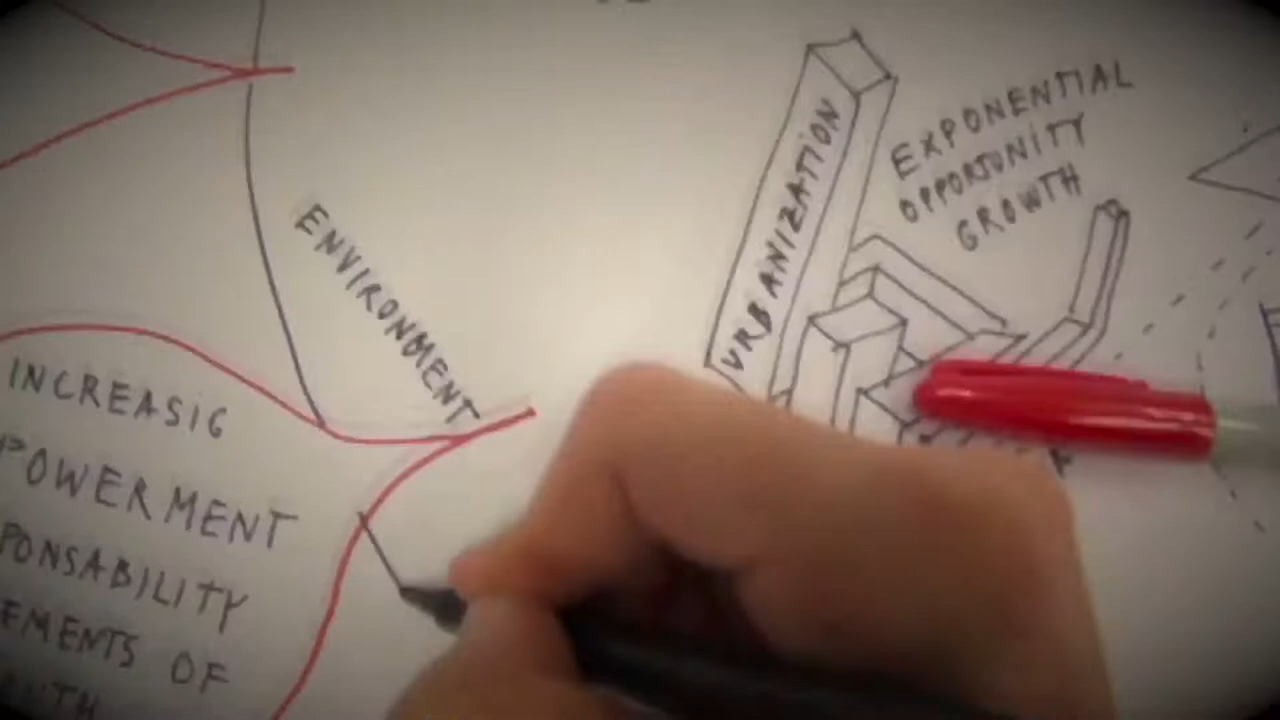 ENVIRONMENT
URBANIZATION
EXPONENTIAL
OPPORTUNITY
GROWTH
INCREASIG
POWERMENT
PONSABILITY
EMENTS OF